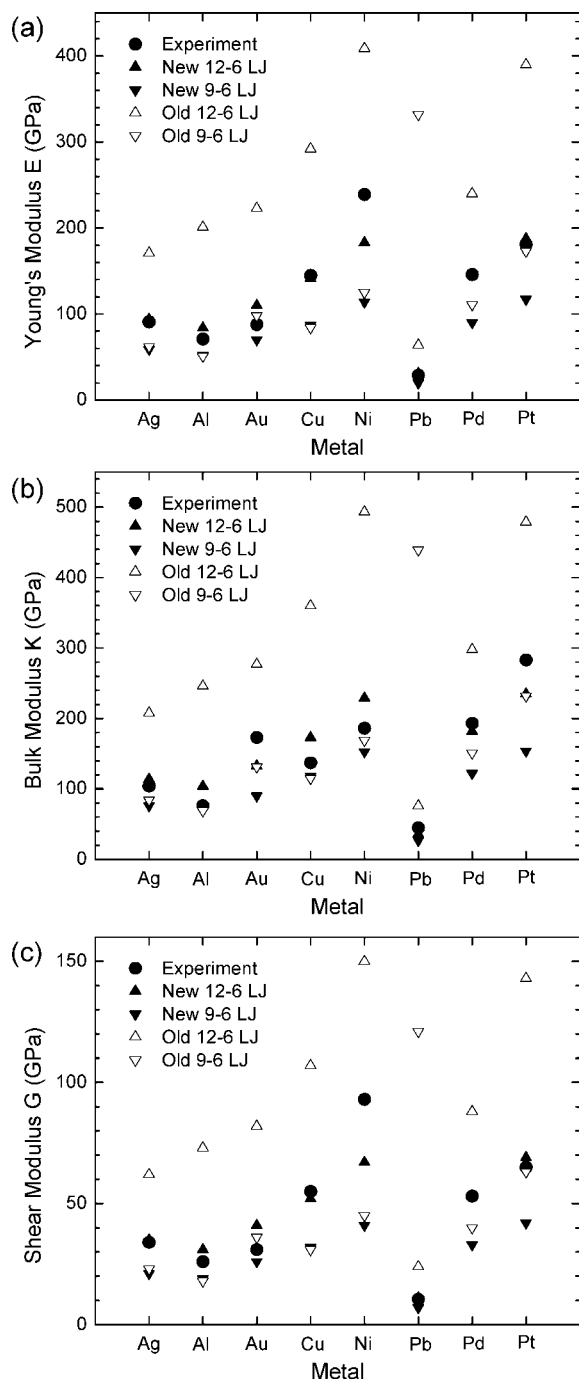 (a)
400
300
200
100
0
Young's Modulus E (GPa)
Experiment
New 12-6 LJ
New 9-6 LJ
Old 12-6 LJ
Old 9-6 LJ
Ag Al Au Cu Ni Pb Pd Pt
Metal
(b)
500
400
300
200
100
0
Bulk Modulus K (GPa)
Experiment
New 12-6 LJ
New 9-6 LJ
Old 12-6 LJ
Old 9-6 LJ
Ag Al Au Cu Ni Pb Pd Pt
Metal
(c)
150
100
50
0
Shear Modulus G (GPa)
Experiment
New 12-6 LJ
New 9-6 LJ
Old 12-6 LJ
Old 9-6 LJ
Ag Al Au Cu Ni Pb Pd Pt
Metal